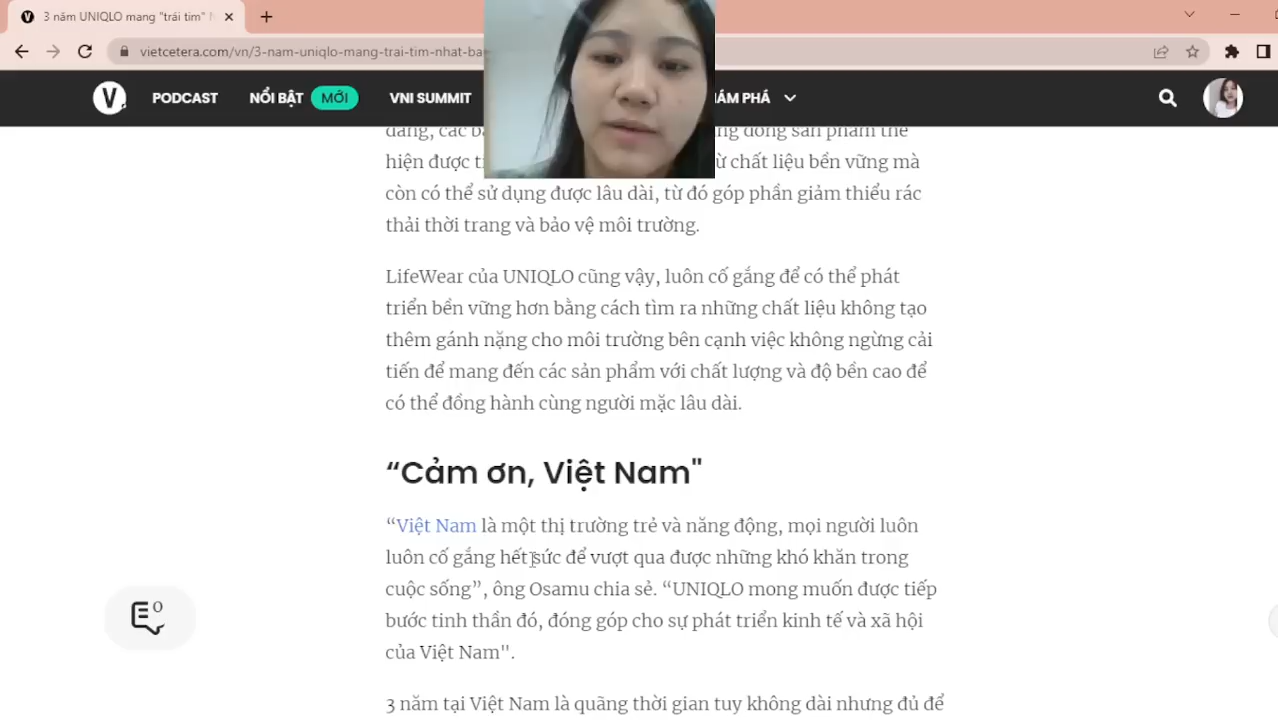 3 năm UNIQLO mang "trái tim" N
vietcetera.com/vn/3-nam-uniqlo-mang-trai-tim-nhat-ba
V.
PODCAST NỔI BẬT MỚI VNI SUMMIT ÁM PHÁ
đang, các bạ ng dòng sản phẩm thể
hiện được ti ừ chất liệu bền vững mà
còn có thể sử dụng được lâu dài, từ đó góp phần giảm thiểu rác
thải thời trang và bảo vệ môi trường.
LifeWear của UNIQLO cũng vậy, luôn cố gắng để có thể phát
triển bền vững hơn bằng cách tìm ra những chất liệu không tạo
thêm gánh nặng cho môi trường bên cạnh việc không ngừng cải
tiến để mang đến các sản phẩm với chất lượng và độ bền cao để
có thể đồng hành cùng người mặc lâu dài.
“Cảm ơn, Việt Nam"
“Việt Nam là một thị trường trẻ và năng động, mọi người luôn
luôn cố gắng hết sức để vượt qua được những khó khăn trong
cuộc sống”, ông Osamu chia sẻ. “UNIQLO mong muốn được tiếp
bước tinh thần đó, đóng góp cho sự phát triển kinh tế và xã hội
của Việt Nam".
0
3 năm tại Việt Nam là quãng thời gian tuy không dài nhưng đủ để